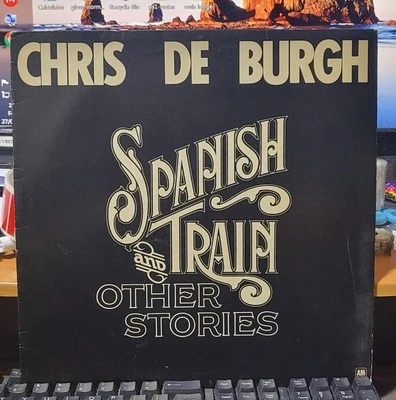 CHRIS DE BURGH
SPANISH
TRAIN
AND
OTHER
STORIES
A&M